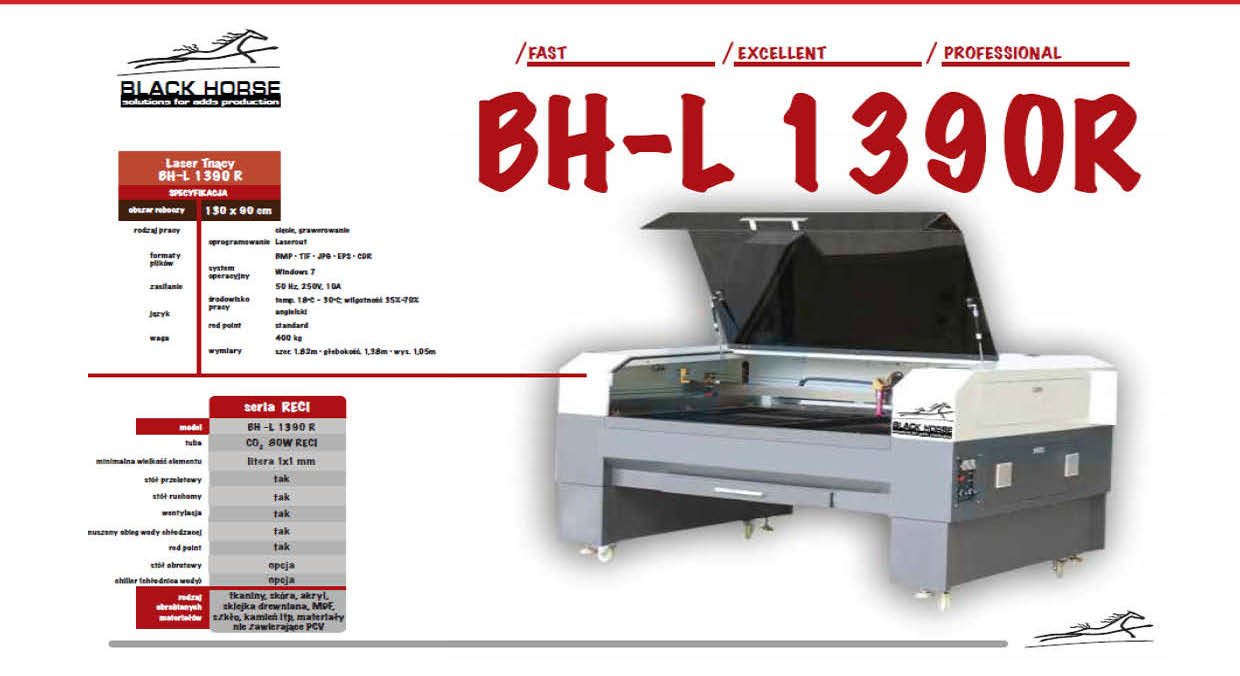 BLACK HORSE
solutions for adds production
/FAST /EXCELLENT /PROFESSIONAL
BH-L 1390R
Laser Tnący
BH-L 1390 R
SPECYFIKACJA
obszar roboczy 130 x 90 cm
rodzaj pracy cięcie, grawerowanie
oprogramowanie Lasercut
formaty plików BMP • TIF • JPG • EPS • CDR
system operacyjny Windows 7
zasilanie 50 Hz, 250V, 10A
środowisko pracy temp. 18°C - 30°C; wilgotność 35%-70%
język angielski
red point standard
waga 400 kg
wymiary szer. 1.82m • głebokość. 1,38m • wys. 1,05m
seria RECI
model BH -L 1390 R
tuba CO₂ 80W RECI
minimalna wielkość elementu litera 1x1 mm
stół przelotowy tak
stół ruchomy tak
wentylacja tak
muszony obieg wody chłodzonej tak
red point tak
stół obrotowy opcja
chiller (chłodnica wody) opcja
rodzaj obrabianych materiałów
tkaniny, skóra, akryl,
sklejka drewniana, MDF,
szkło, kamień itp, materiały
nie zawierające PCV
BLACK HORSE